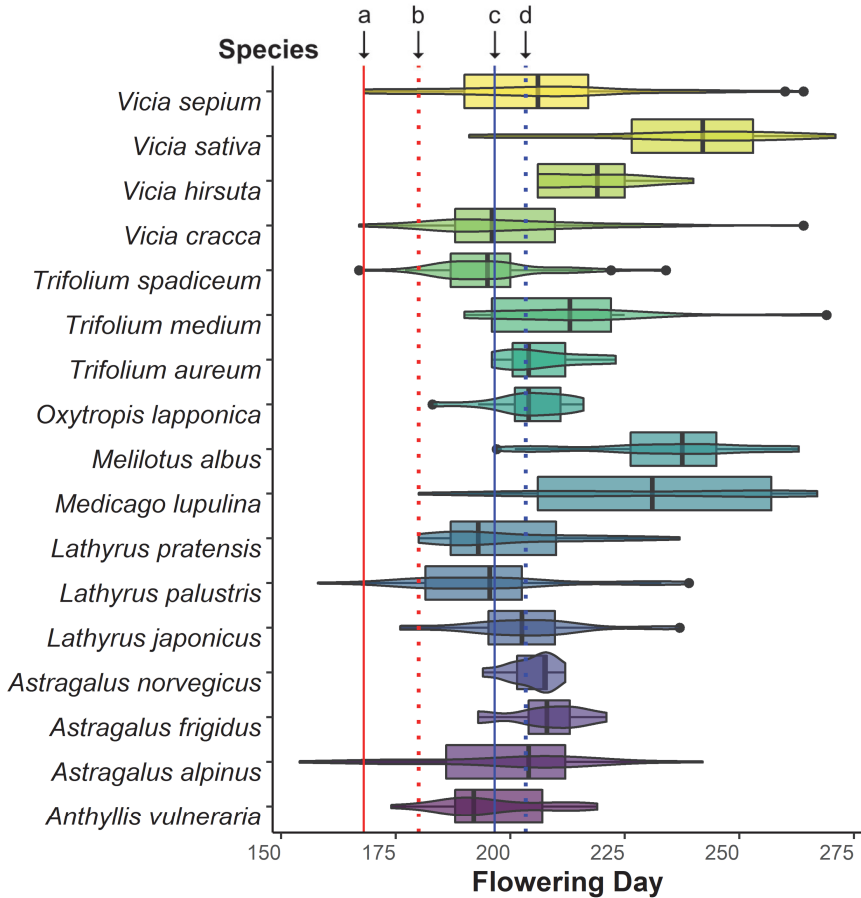 a b c d
Species
Vicia sepium
Vicia sativa
Vicia hirsuta
Vicia cracca
Trifolium spadiceum
Trifolium medium
Trifolium aureum
Oxytropis lapponica
Melilotus albus
Medicago lupulina
Lathyrus pratensis
Lathyrus palustris
Lathyrus japonicus
Astragalus norvegicus
Astragalus frigidus
Astragalus alpinus
Anthyllis vulneraria
150 175 200 225 250 275
Flowering Day